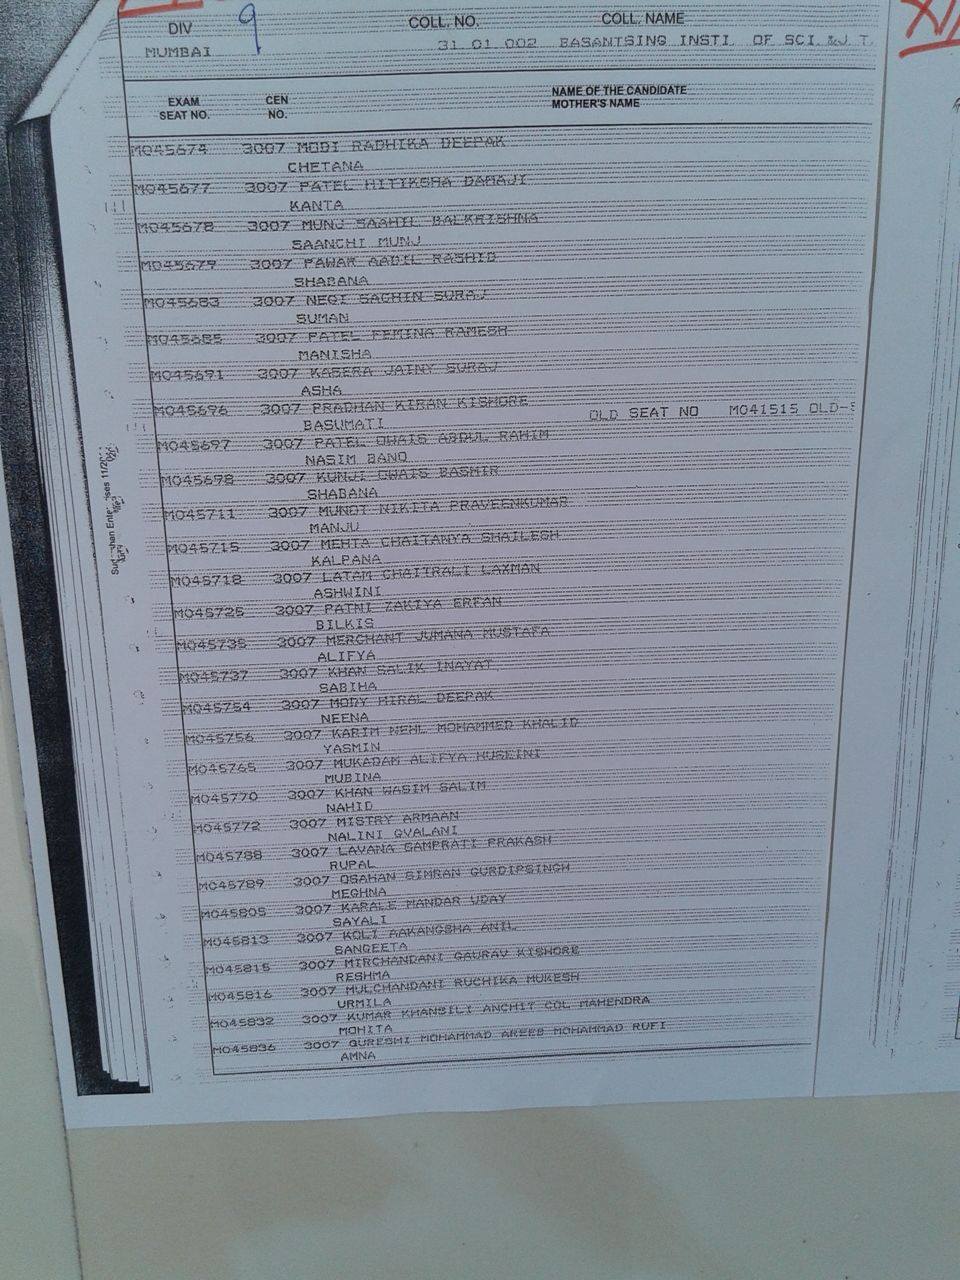 9
DIV COLL. NO. COLL. NAME
MUMBAI 31 01 002 BASANTSING INSTI. OF SCI. &J. T.
EXAM CEN NAME OF THE CANDIDATE
SEAT NO. NO. MOTHER'S NAME
M045674 3007 MODI RADHIKA DEEPAK
CHETANA
M045677 3007 PATEL HITIKSHA DAMAJI
KANTA
M045678 3007 MUNJ SAAHIL BALKRISHNA
SAANCHI MUNJ
M045679 3007 PAWAR AADIL RASHID
SHABANA
M045683 3007 NEGI SACHIN SURAJ
SUMAN
M045685 3007 PATEL FEMINA RAMESH
MANISHA
M045691 3007 KASERA JAINY SURAJ
ASHA
M045696 3007 PRADHAN KIRAN KISHORE
BASUMATI OLD SEAT NO M041515 OLD-S
M045697 3007 PATEL OWAIS ABDUL RAHIM
NASIM BANO
M045698 3007 KUNJI OWAIS BASHIR
SHABANA
M045711 3007 MUNOT NIKITA PRAVEENKUMAR
MANJU
M045715 3007 MEHTA CHAITANYA SHAILESH
KALPANA
M045718 3007 LATAM CHAITRALI LAXMAN
ASHWINI
M045725 3007 PATNI ZAKIYA ERFAN
BILKIS
M045735 3007 MERCHANT JUMANA MUSTAFA
ALIFYA
M045737 3007 KHAN SALIK INAYAT
SABIHA
M045754 3007 MODY MIRAL DEEPAK
NEENA
M045756 3007 KARIM NEHL MOHAMMED KHALID
YASMIN
M045765 3007 MUKADAM ALIFYA HUSEINI
MUBINA
M045770 3007 KHAN WASIM SALIM
NAHID
M045772 3007 MISTRY ARMAAN
NALINI GVALANI
M045788 3007 LAVANA SAMPRATI PRAKASH
RUPAL
M045789 3007 OSAHAN SIMRAN GURDIPSINGH
MEGHNA
M045805 3007 KARALE MANDAR UDAY
SAYALI
M045813 3007 KOLI AAKANGSHA ANIL
SANGEETA
M045815 3007 MIRCHANDANI GAURAV KISHORE
RESHMA
M045816 3007 MULCHANDANI RUCHIKA MUKESH
URMILA
M045832 3007 KUMAR KHANSILI ANCHIT COL MAHENDRA
MOHITA
M045836 3007 QURESHI MOHAMMAD AREEB MOHAMMAD RUFI
AMNA